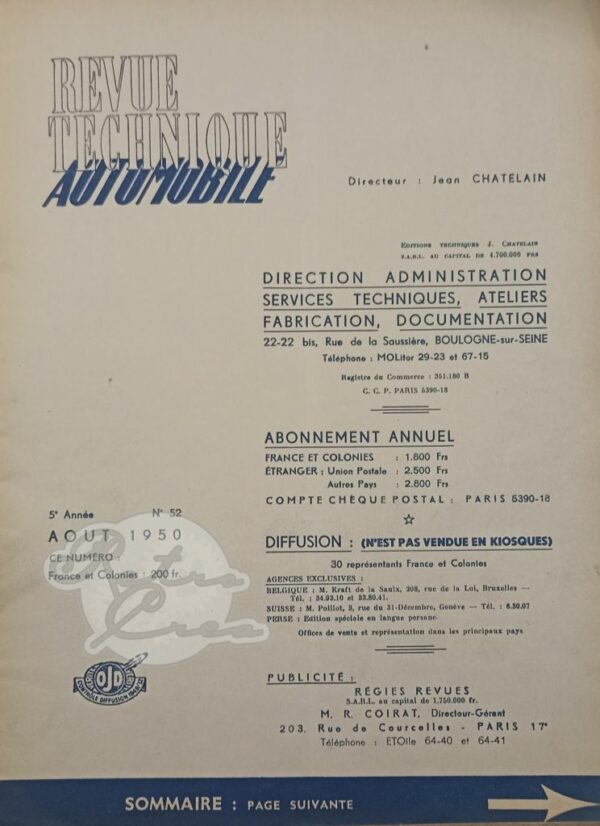 REVUE
TECHNIQUE
AUTOMOBILE
Directeur : Jean CHATELAIN
EDITIONS TECHNIQUES J. CHATELAIN
S.A.R.L. AU CAPITAL DE 4.700.000 FRS
DIRECTION ADMINISTRATION
SERVICES TECHNIQUES, ATELIERS
FABRICATION, DOCUMENTATION
22-22 bis, Rue de la Saussière, BOULOGNE-sur-SEINE
Téléphone : MOLitor 29-23 et 67-15
Registre du Commerce : 351.180 B
C. C. P. PARIS 5390-18
ABONNEMENT ANNUEL
FRANCE ET COLONIES : 1.800 Frs
ÉTRANGER : Union Postale : 2.500 Frs
Autres Pays : 2.800 Frs
COMPTE CHÈQUE POSTAL : PARIS 5390-18
5e Année N° 52
AOUT 1950
CE NUMÉRO :
France et Colonies : 200 fr.
Retro Crea
DIFFUSION : (N'EST PAS VENDUE EN KIOSQUES)
30 représentants France et Colonies
AGENCES EXCLUSIVES :
BELGIQUE : M. Kraft de la Saulx, 208, rue de la Loi, Bruxelles —
Tél. : 34.93.10 et 33.80.41.
SUISSE : M. Poillot, 8, rue du 31-Décembre, Genève — Tél. : 6.30.07
PERSE : Edition spéciale en langue persane
Offices de vente et représentation dans les principaux pays
OJD
CONTRÔLE DIFFUSION
PUBLICITÉ :
RÉGIES REVUES
S.A.R.L. au capital de 1.750.000 fr.
M. R. COIRAT, Directeur-Gérant
203, Rue de Courcelles - PARIS 17e
Téléphone : ETOile 64-40 et 64-41
SOMMAIRE : PAGE SUIVANTE